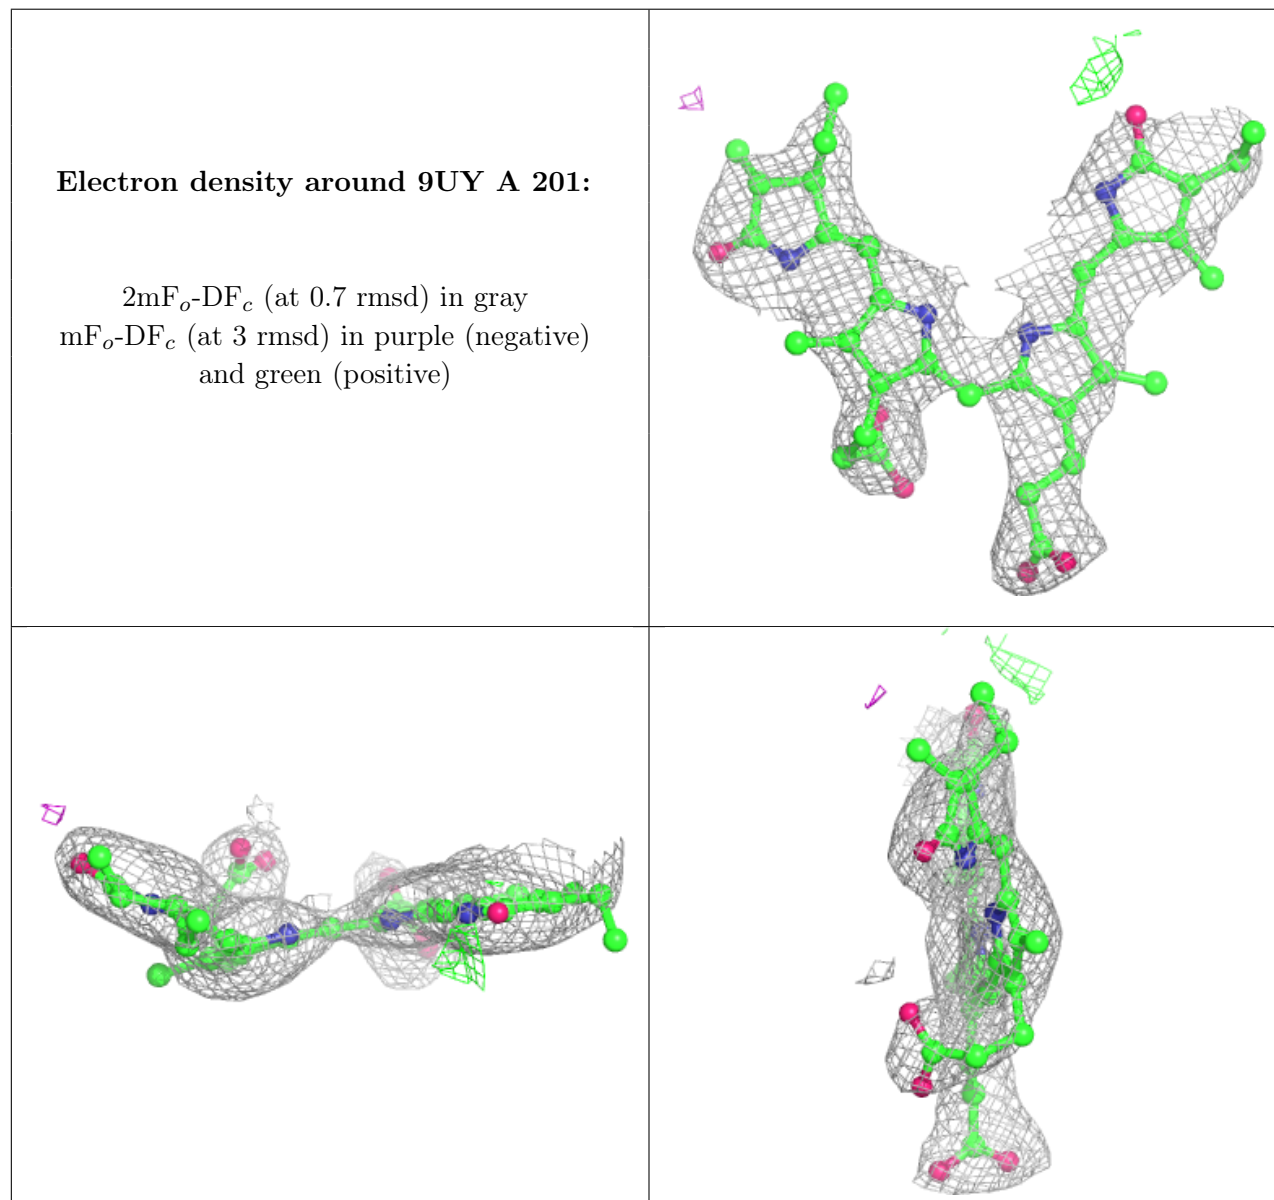 Electron density around 9UY A 201:
2mFo-DFc (at 0.7 rmsd) in gray
mFo-DFc (at 3 rmsd) in purple (negative)
and green (positive)